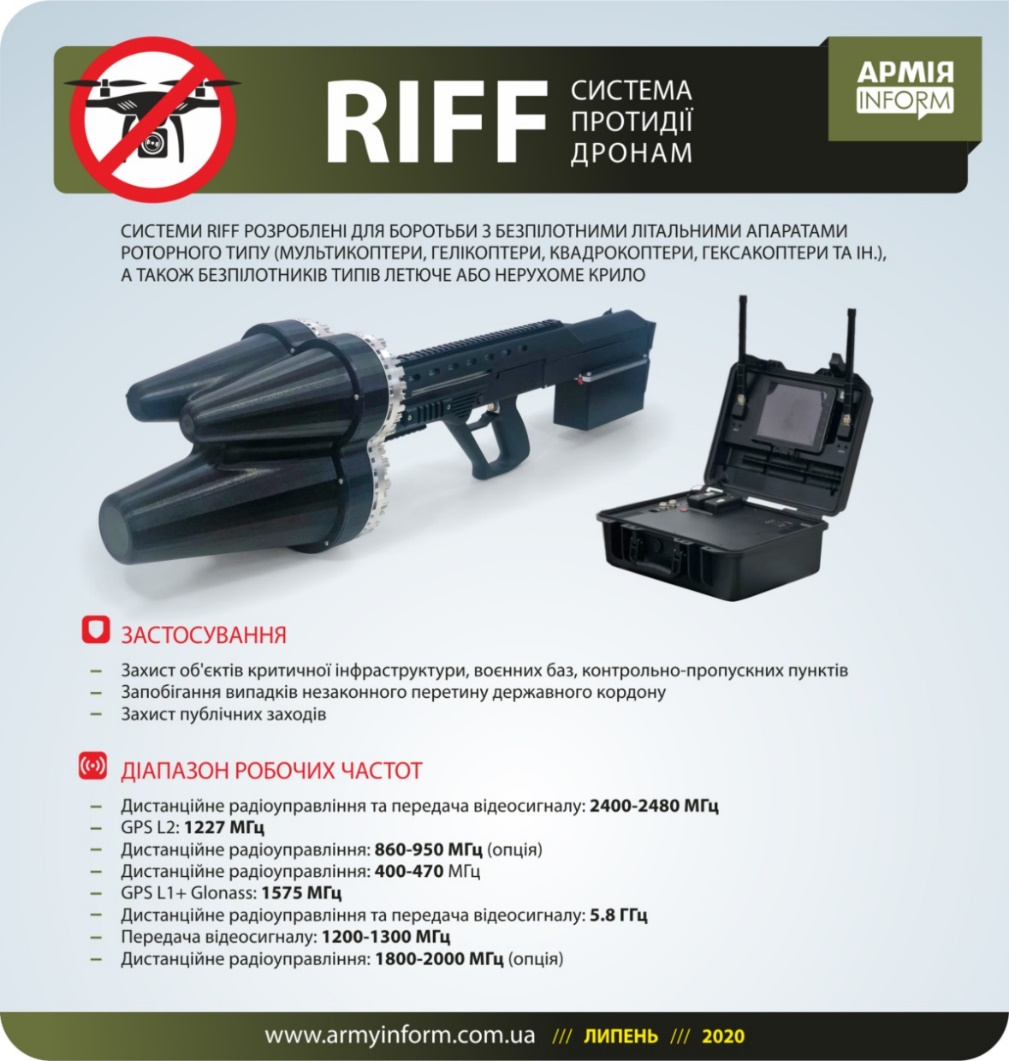 RIFF
СИСТЕМА
ПРОТИДІЇ
ДРОНАМ
АРМІЯ
INFORM
СИСТЕМИ RIFF РОЗРОБЛЕНІ ДЛЯ БОРОТЬБИ З БЕЗПІЛОТНИМИ ЛІТАЛЬНИМИ АПАРАТАМИ
РОТОРНОГО ТИПУ (МУЛЬТИКОПТЕРИ, ГЕЛІКОПТЕРИ, КВАДРОКОПТЕРИ, ГЕКСАКОПТЕРИ ТА ІН.),
А ТАКОЖ БЕЗПІЛОТНИКІВ ТИПІВ ЛЕТЮЧЕ АБО НЕРУХОМЕ КРИЛО
ЗАСТОСУВАННЯ
– Захист об'єктів критичної інфраструктури, воєнних баз, контрольно-пропускних пунктів
– Запобігання випадків незаконного перетину державного кордону
– Захист публічних заходів
ДІАПАЗОН РОБОЧИХ ЧАСТОТ
– Дистанційне радіоуправління та передача відеосигналу: 2400-2480 МГц
– GPS L2: 1227 МГц
– Дистанційне радіоуправління: 860-950 МГц (опція)
– Дистанційне радіоуправління: 400-470 МГц
– GPS L1+ Glonass: 1575 МГц
– Дистанційне радіоуправління та передача відеосигналу: 5.8 ГГц
– Передача відеосигналу: 1200-1300 МГц
– Дистанційне радіоуправління: 1800-2000 МГц (опція)
www.armyinform.com.ua /// ЛИПЕНЬ /// 2020